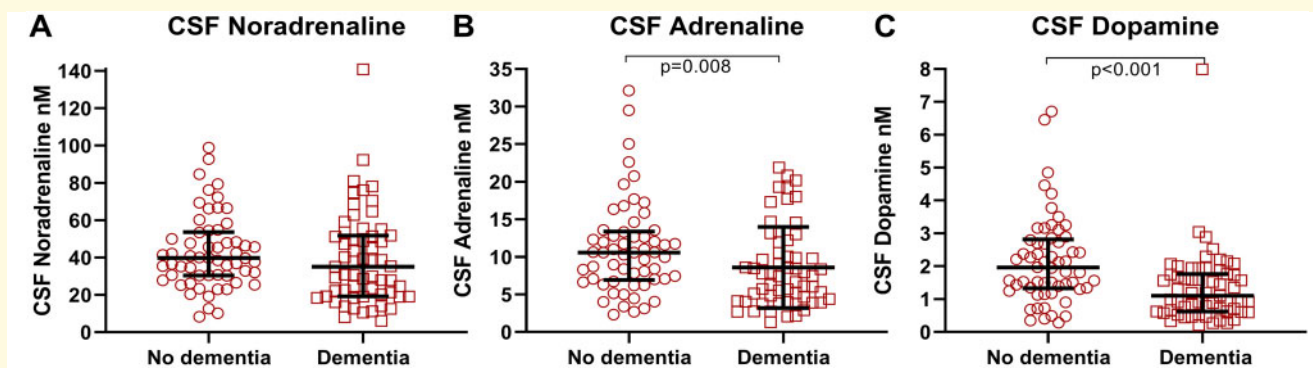 A CSF Noradrenaline
CSF Noradrenaline nM
140
120
100
80
60
40
20
0
No dementia Dementia
B CSF Adrenaline
p=0.008
CSF Adrenaline nM
35
30
25
20
15
10
5
0
No dementia Dementia
C CSF Dopamine
p<0.001
CSF Dopamine nM
8
7
6
5
4
3
2
1
0
No dementia Dementia